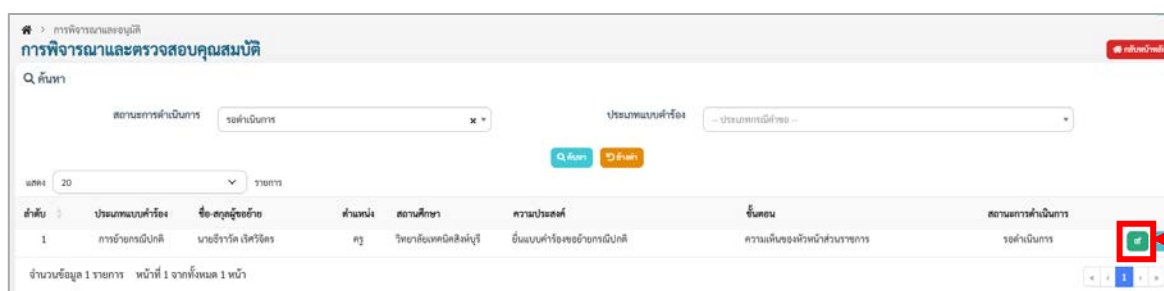 การพิจารณาและอนุมัติ
การพิจารณาและตรวจสอบคุณสมบัติ
กลับหน้าหลัก
ค้นหา
สถานะการดำเนินการ รอดำเนินการ ประเภทแบบคำร้อง -- ประเภทกรณีคำขอ --
ค้นหา ล้างค่า
แสดง 20 รายการ
ลำดับ ประเภทแบบคำร้อง ชื่อ-สกุลผู้ขอย้าย ตำแหน่ง สถานศึกษา ความประสงค์ ขั้นตอน สถานะการดำเนินการ
1 การย้ายกรณีปกติ นายธีรารัค เริศวิจิตร ครู วิทยาลัยเทคนิคสิงห์บุรี ยื่นแบบคำร้องขอย้ายกรณีปกติ ความเห็นของหัวหน้าส่วนราชการ รอดำเนินการ
จำนวนข้อมูล 1 รายการ หน้าที่ 1 จากทั้งหมด 1 หน้า
« ‹ 1 › »